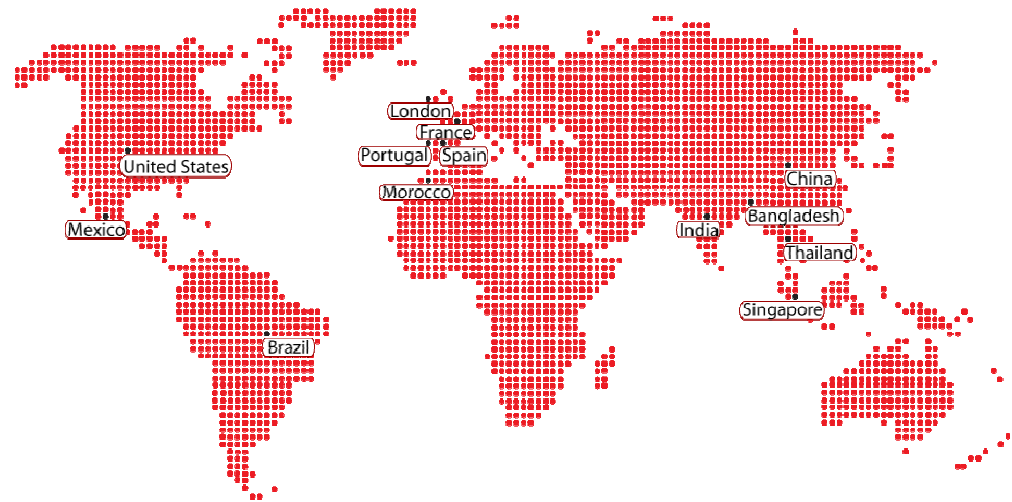 London
France
Portugal
Spain
United States
China
Morocco
Bangladesh
Mexico
India
Thailand
Singapore
Brazil